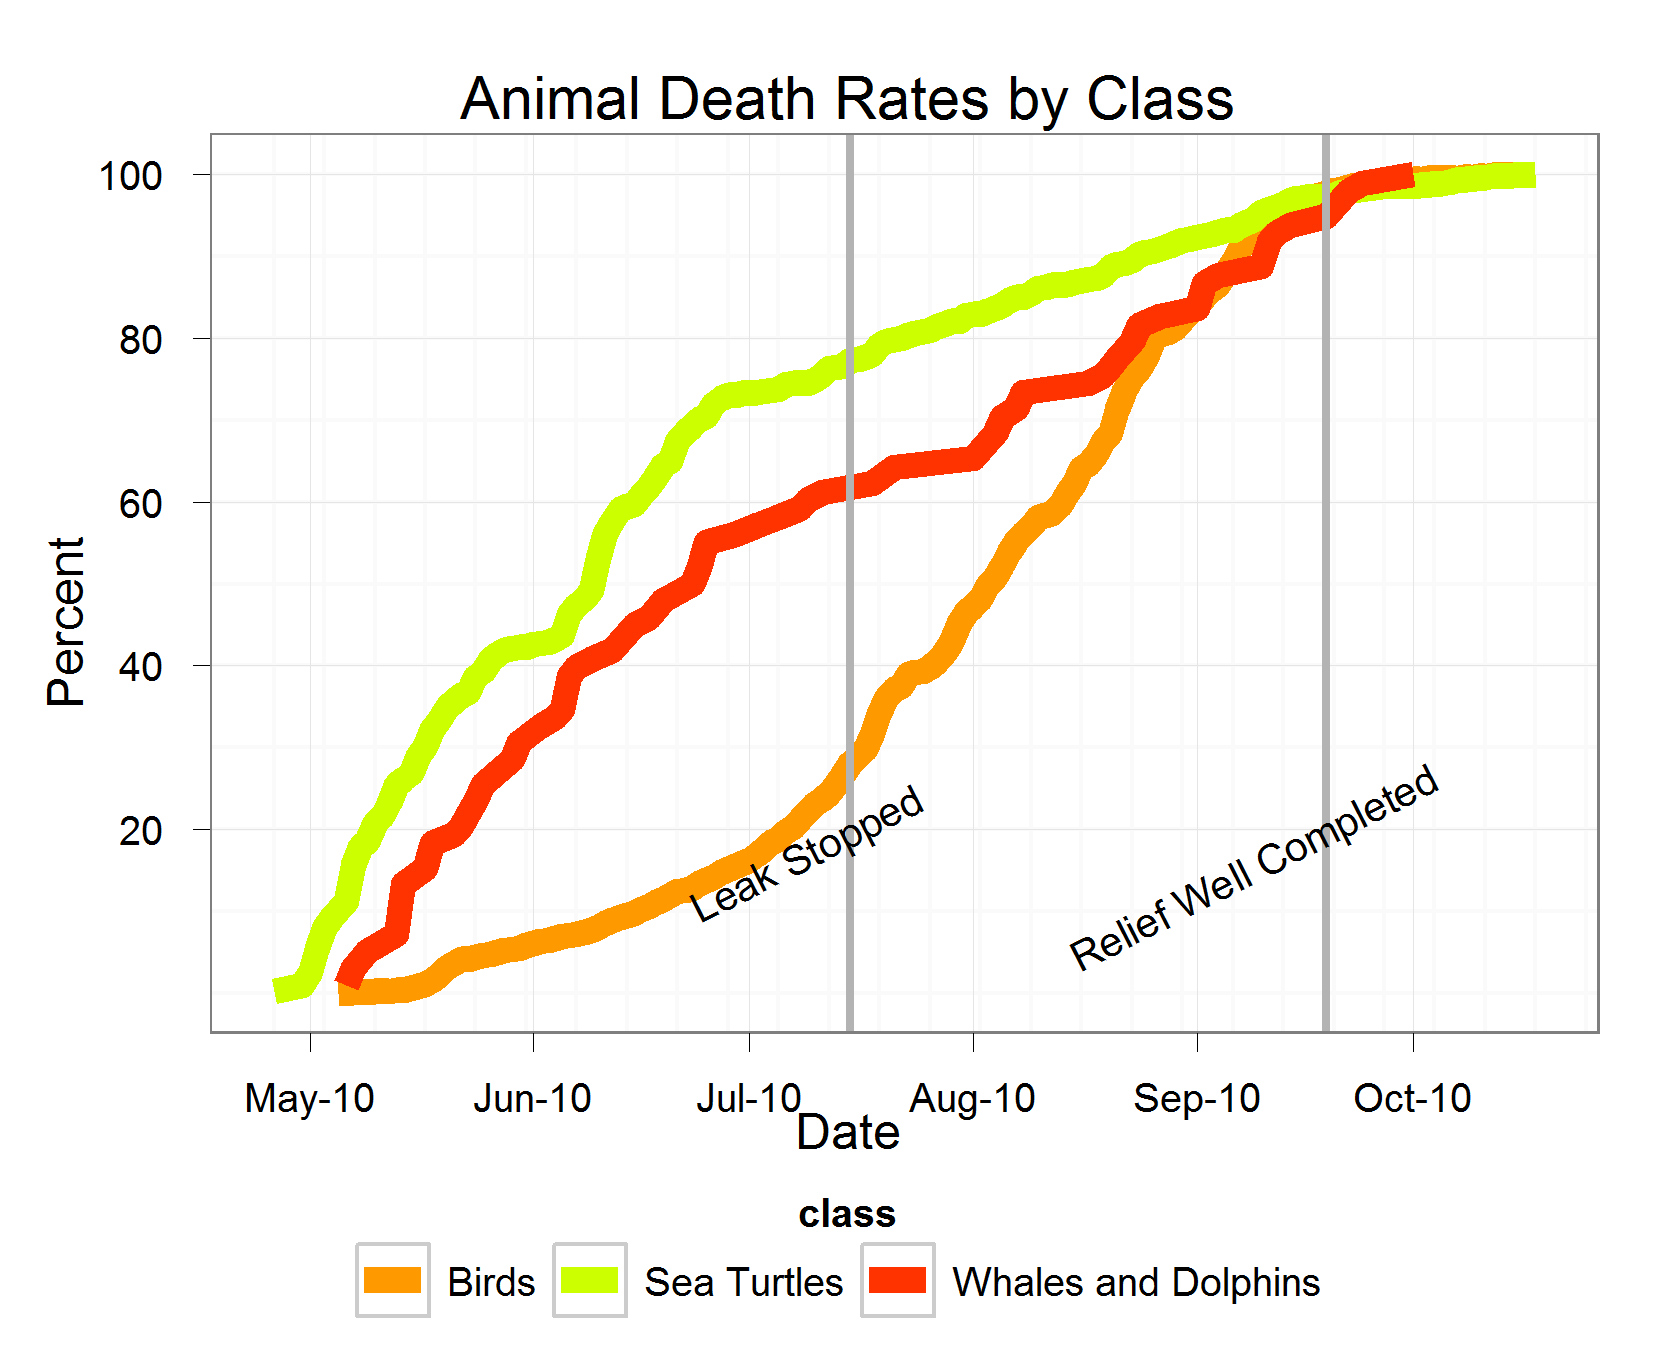 Animal Death Rates by Class
100
80
60
40
20
Percent
Leak Stopped
Relief Well Completed
May-10 Jun-10 Jul-10 Aug-10 Sep-10 Oct-10
Date
class
Birds Sea Turtles Whales and Dolphins